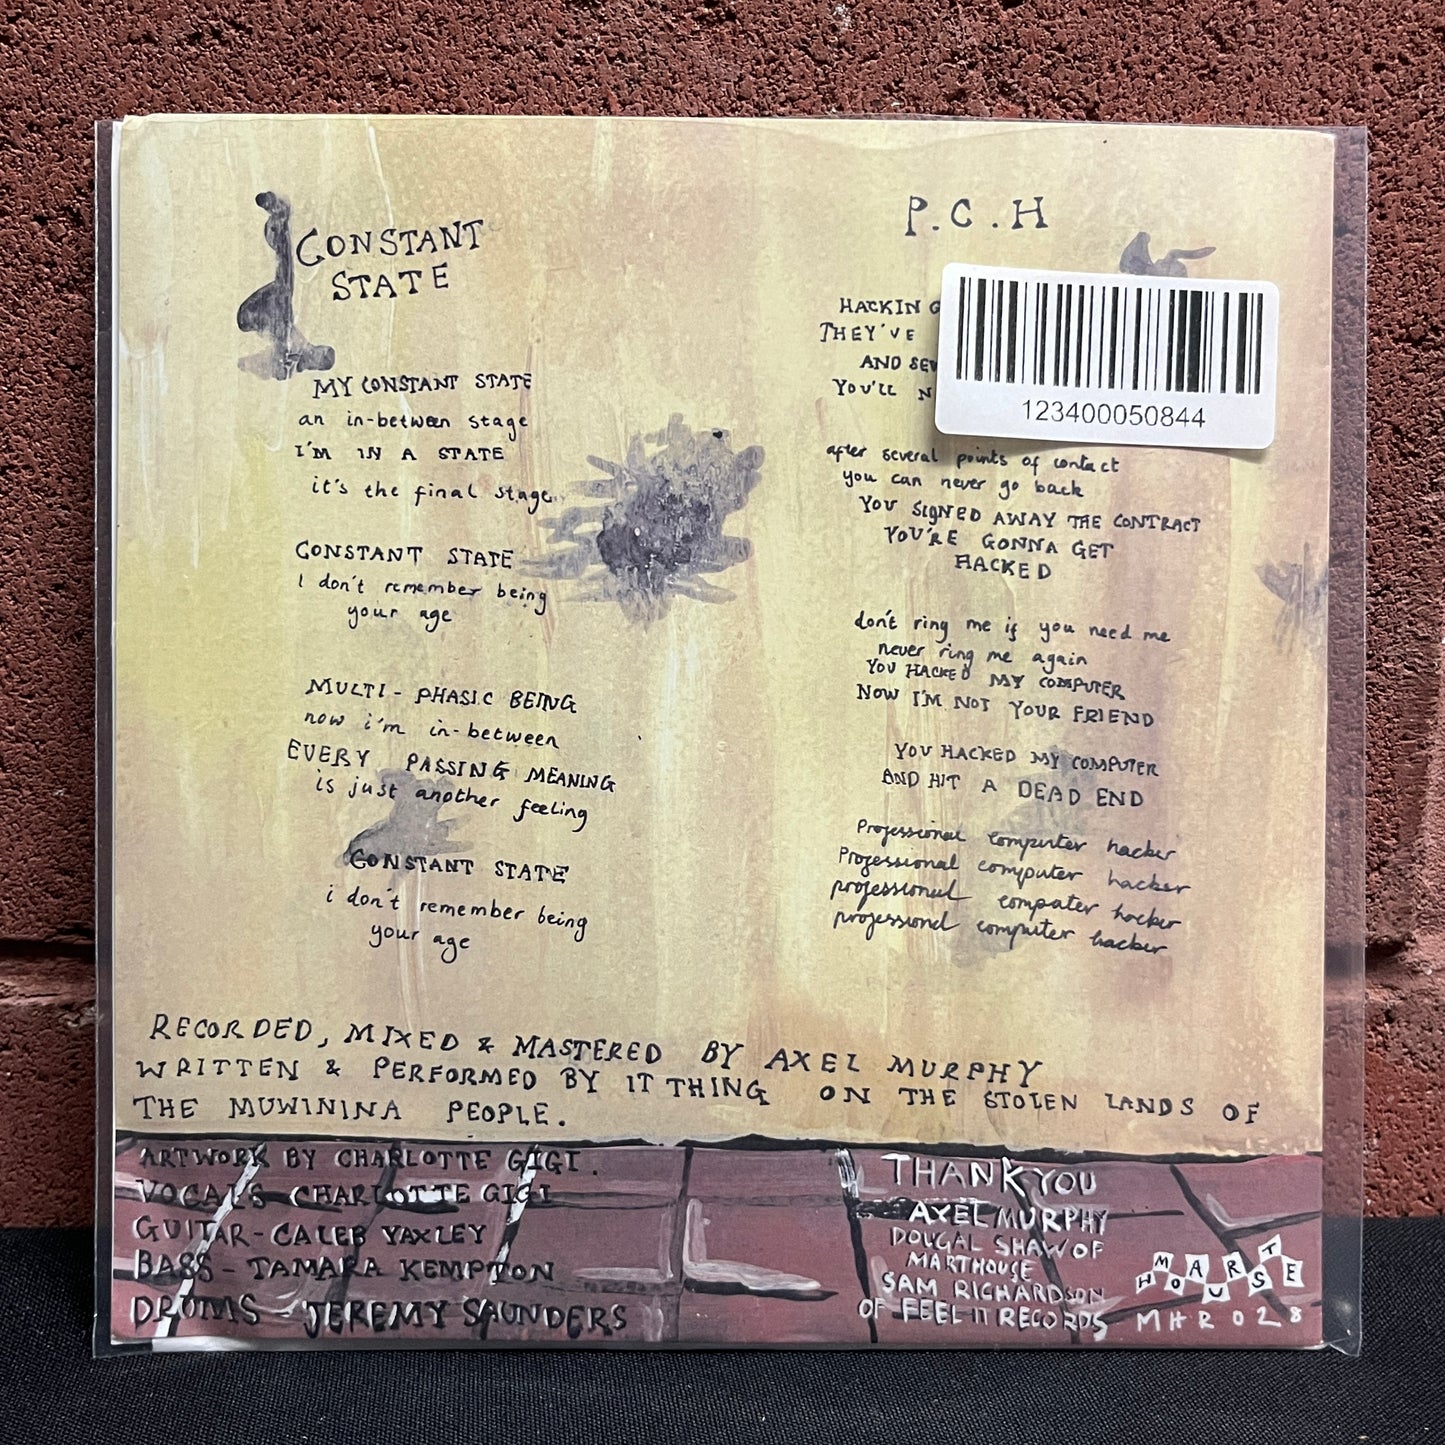 CONSTANT
STATE
MY CONSTANT STATE
an in-between stage
I'M IN A STATE
it's the final stage
CONSTANT STATE
I don't remember being
your age
MULTI-PHASIC BEING
now i'm in-between
EVERY PASSING MEANING
is just another feeling
CONSTANT STATE
i don't remember being
your age
P.C.H
HACKING
THEY'VE
AND
YOU'LL
123400050844
after several points of contact
you can never go back
YOU SIGNED AWAY THE CONTRACT
YOU'RE GONNA GET
HACKED
don't ring me if you need me
never ring me again
YOU HACKED MY COMPUTER
NOW I'M NOT YOUR FRIEND
YOU HACKED MY COMPUTER
AND HIT A DEAD END
Professional computer hacker
Professional computer hacker
professional computer hacker
professional computer hacker
RECORDED, MIXED & MASTERED BY AXEL MURPHY
WRITTEN & PERFORMED BY IT THING ON THE STOLEN LANDS OF
THE MUWININA PEOPLE.
ARTWORK BY CHARLOTTE GIGI.
VOCALS CHARLOTTE GIGI
GUITAR - CALEB YAXLEY
BASS - TAMARA KEMPTON
DRUMS - JEREMY SAUNDERS
THANK YOU
AXEL MURPHY
DOUGAL SHAW OF
MARTHOUSE
SAM RICHARDSON
OF FEEL IT RECORDS
MARTHOUSE
MHR028